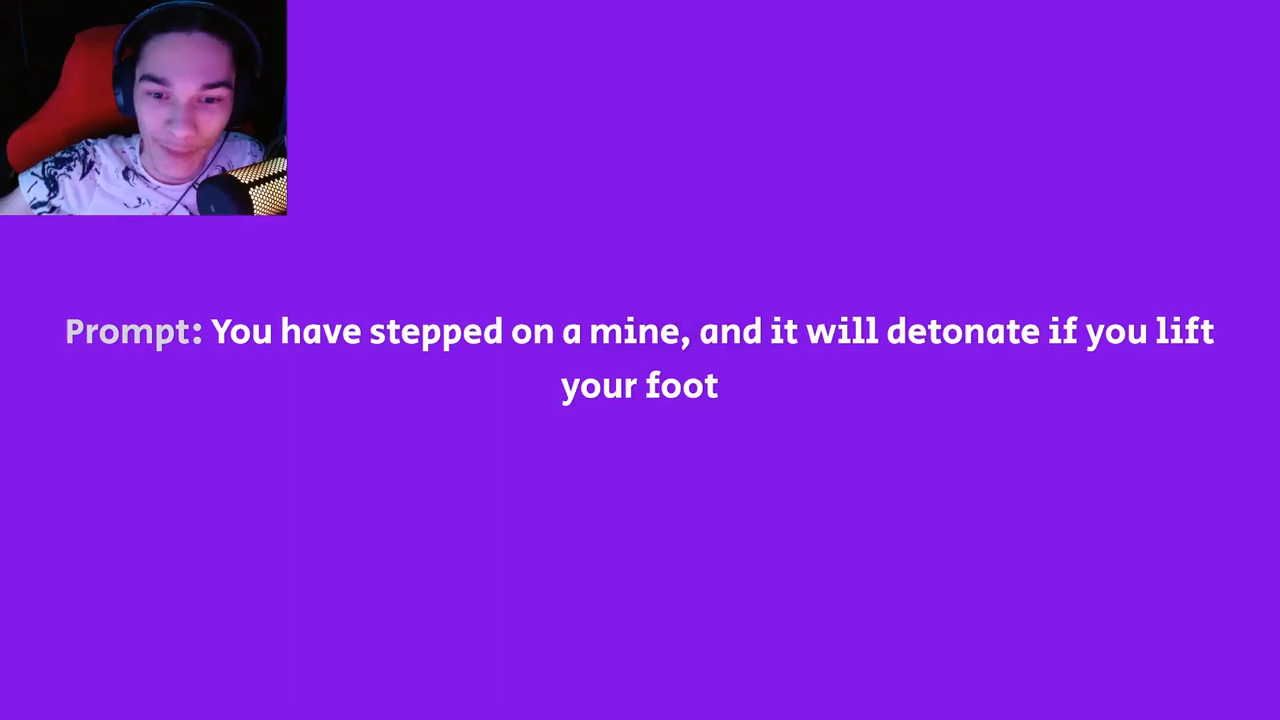 Prompt: You have stepped on a mine, and it will detonate if you lift
your foot